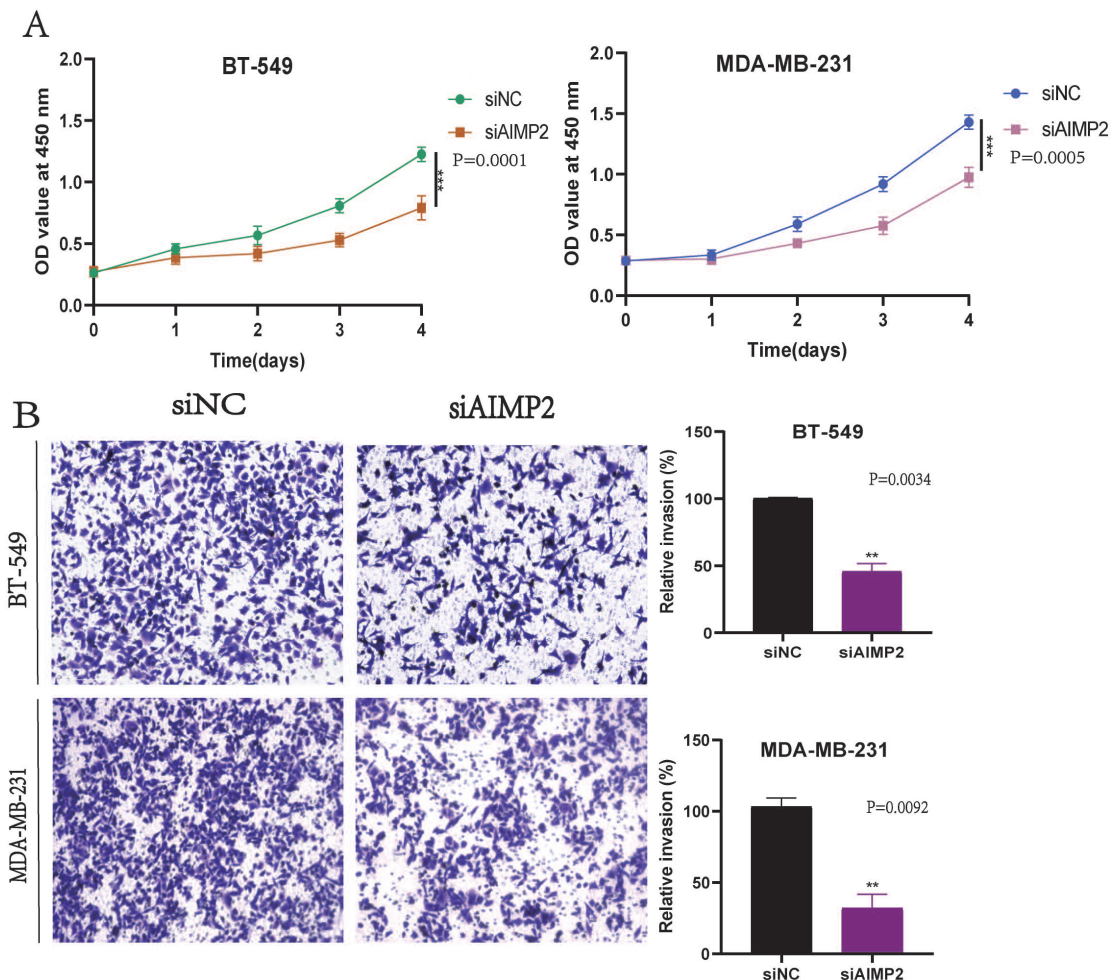 A
BT-549
OD value at 450 nm
2.0
1.5
1.0
0.5
0.0
0 1 2 3 4
Time(days)
siNC
siAIMP2
P=0.0001
***
MDA-MB-231
OD value at 450 nm
2.0
1.5
1.0
0.5
0.0
0 1 2 3 4
Time(days)
siNC
siAIMP2
P=0.0005
***
B
siNC siAIMP2
BT-549
MDA-MB-231
BT-549
Relative invasion (%)
150
100
50
0
P=0.0034
**
siNC siAIMP2
MDA-MB-231
Relative invasion (%)
150
100
50
0
P=0.0092
**
siNC siAIMP2